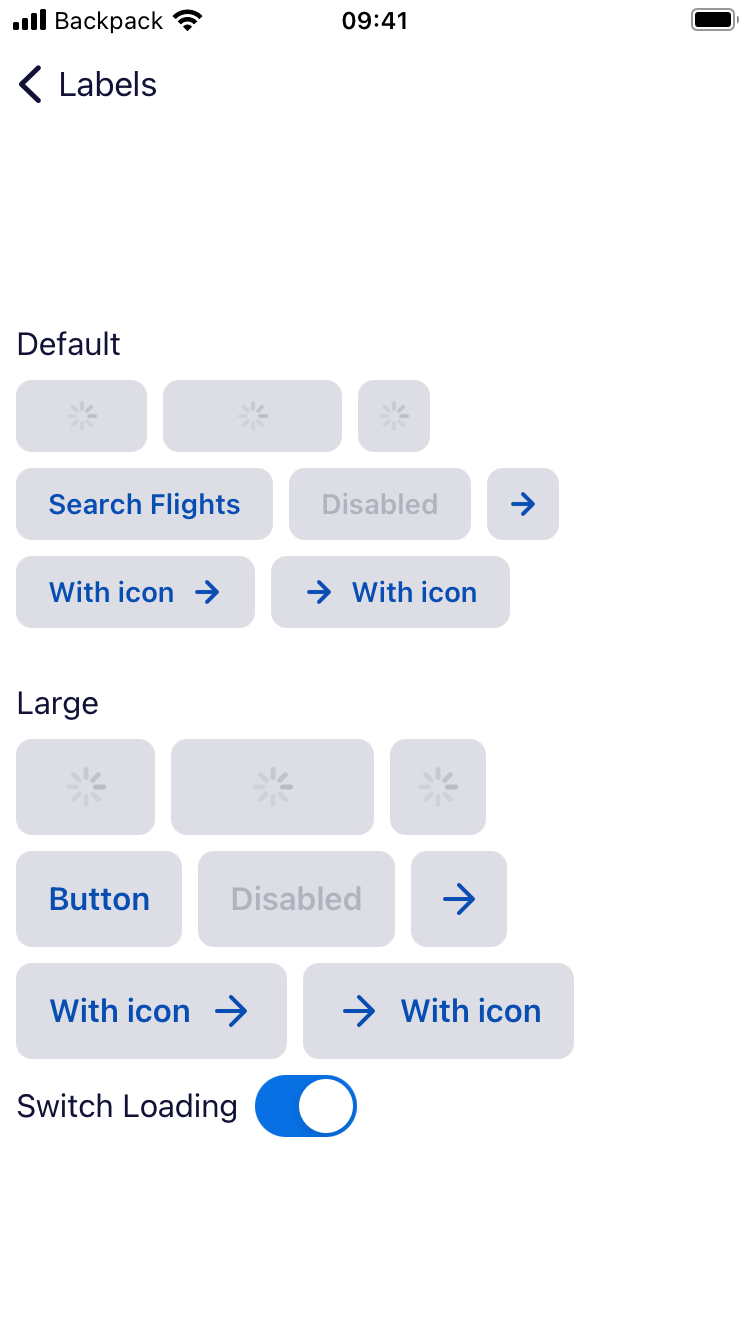 Backpack 09:41
Labels
Default
Search Flights Disabled
With icon With icon
Large
Button Disabled
With icon With icon
Switch Loading